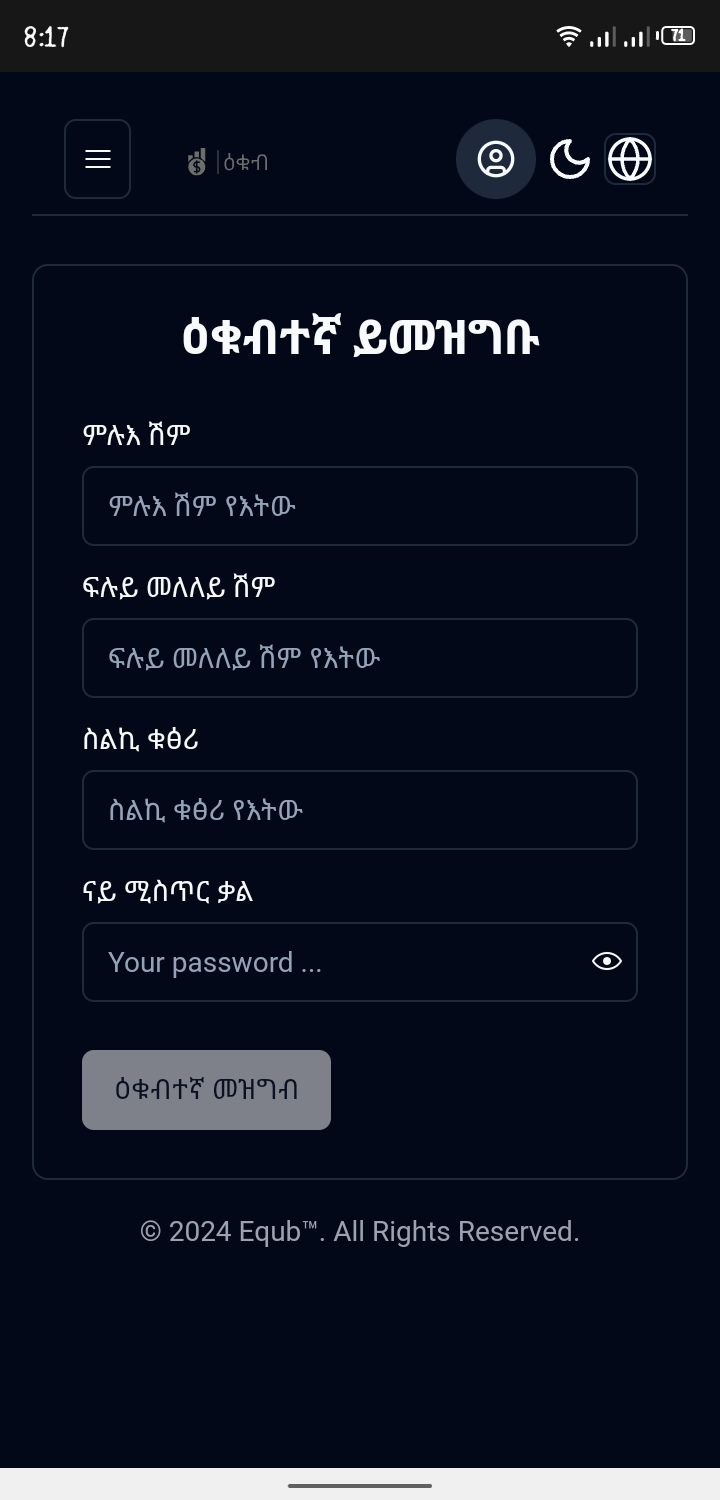 8:17
71
ዕቁብ
ዕቁብተኛ ይመዝግቡ
ምሉእ ሽም
ምሉእ ሽም የእትው
ፍሉይ መለለይ ሽም
ፍሉይ መለለይ ሽም የእትው
ስልኪ ቁፅሪ
ስልኪ ቁፅሪ የእትው
ናይ ሚስጥር ቃል
Your password ...
ዕቁብተኛ መዝግብ
© 2024 Equb™. All Rights Reserved.